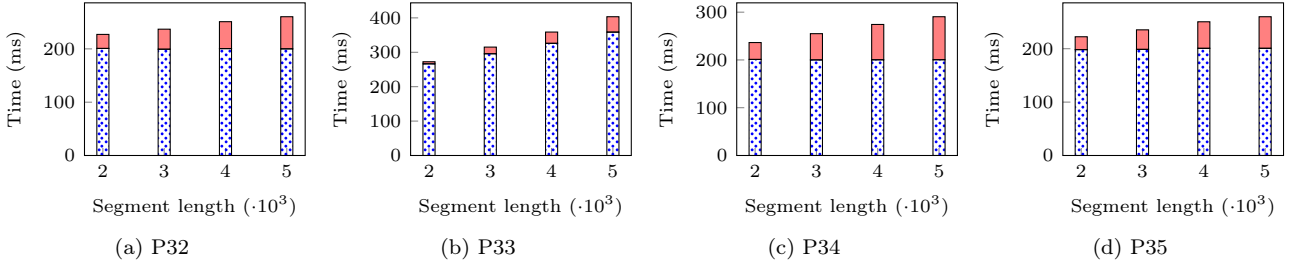 Time (ms)
200
100
0
2 3 4 5
Segment length (·10³)
(a) P32
Time (ms)
400
300
200
100
0
2 3 4 5
Segment length (·10³)
(b) P33
Time (ms)
300
200
100
0
2 3 4 5
Segment length (·10³)
(c) P34
Time (ms)
200
100
0
2 3 4 5
Segment length (·10³)
(d) P35